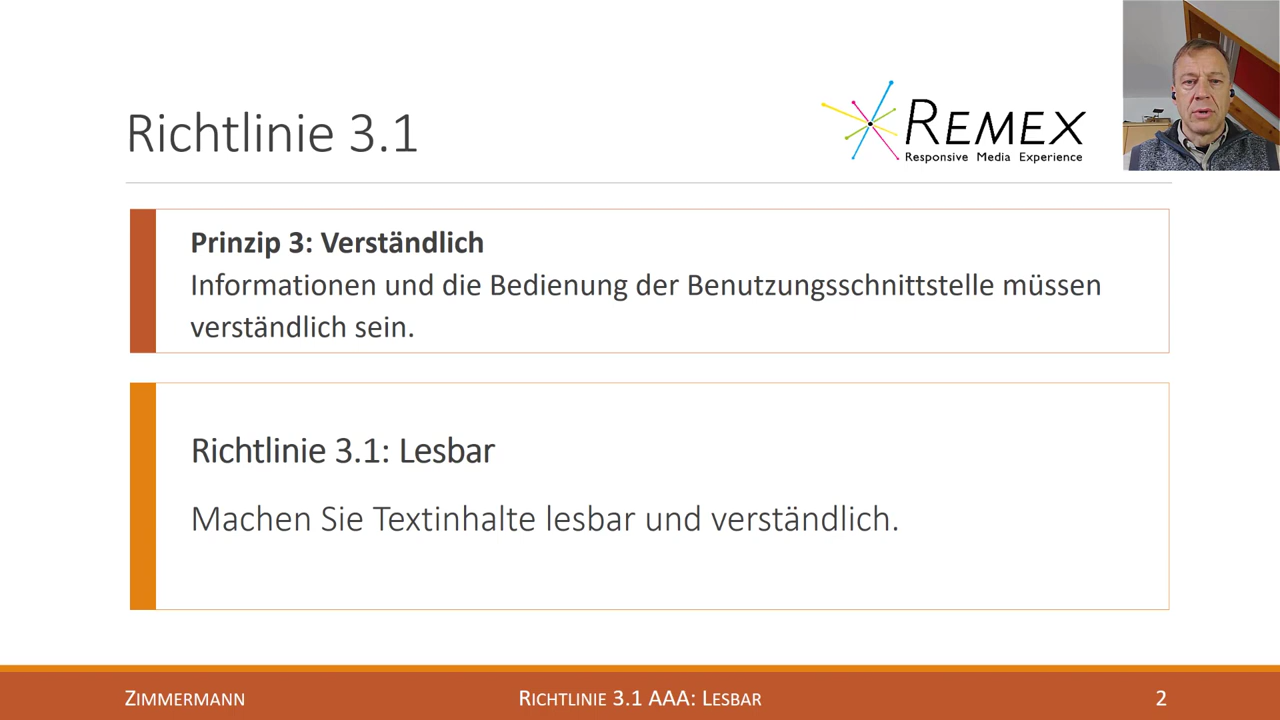 Richtlinie 3.1
REMEX
Responsive Media Experience
Prinzip 3: Verständlich
Informationen und die Bedienung der Benutzungsschnittstelle müssen
verständlich sein.
Richtlinie 3.1: Lesbar
Machen Sie Textinhalte lesbar und verständlich.
ZIMMERMANN
RICHTLINIE 3.1 AAA: LESBAR
2